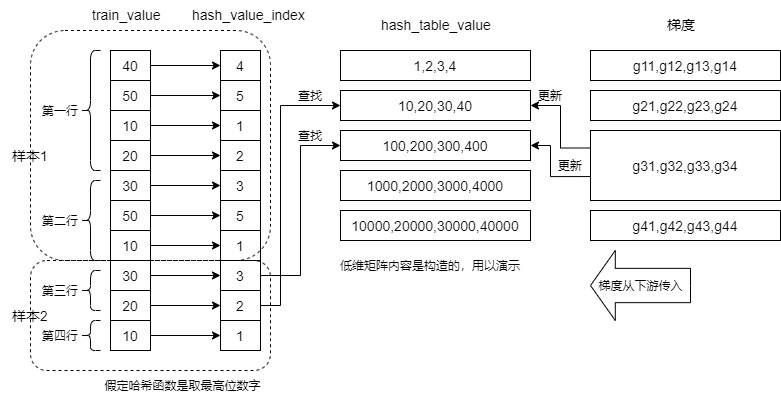 train_value
hash_value_index
hash_table_value
梯度
40
4
1,2,3,4
g11,g12,g13,g14
第一行
50
5
查找
10,20,30,40
更新
g21,g22,g23,g24
10
1
样本1
20
2
查找
100,200,300,400
更新
g31,g32,g33,g34
30
3
1000,2000,3000,4000
第二行
50
5
10000,20000,30000,40000
g41,g42,g43,g44
10
1
低维矩阵内容是构造的，用以演示
第三行
30
3
梯度从下游传入
样本2
20
2
第四行
10
1
假定哈希函数是取最高位数字